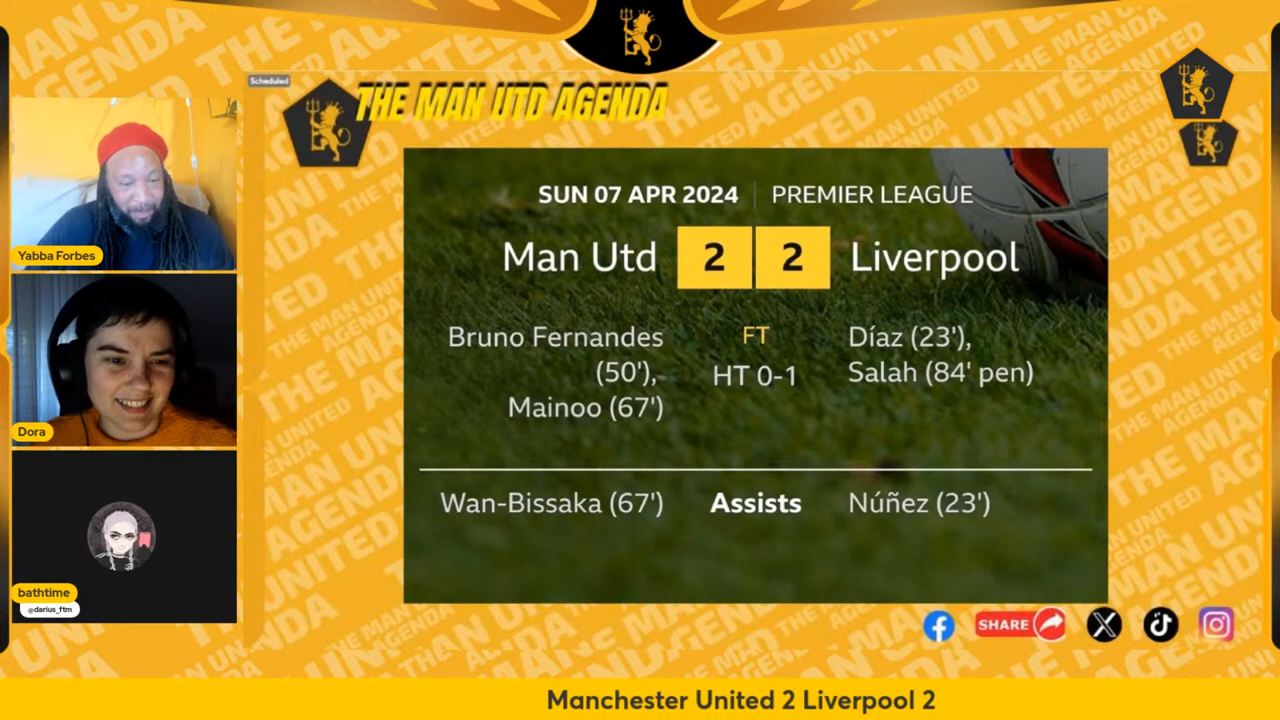 Scheduled
THE MAN UTD AGENDA
SUN 07 APR 2024 | PREMIER LEAGUE
Man Utd 2 2 Liverpool
Bruno Fernandes
(50'),
Mainoo (67')
FT
HT 0-1
Díaz (23'),
Salah (84' pen)
Wan-Bissaka (67') Assists Núñez (23')
Yabba Forbes
Dora
bathtime
@darius_ftm
SHARE
Manchester United 2 Liverpool 2